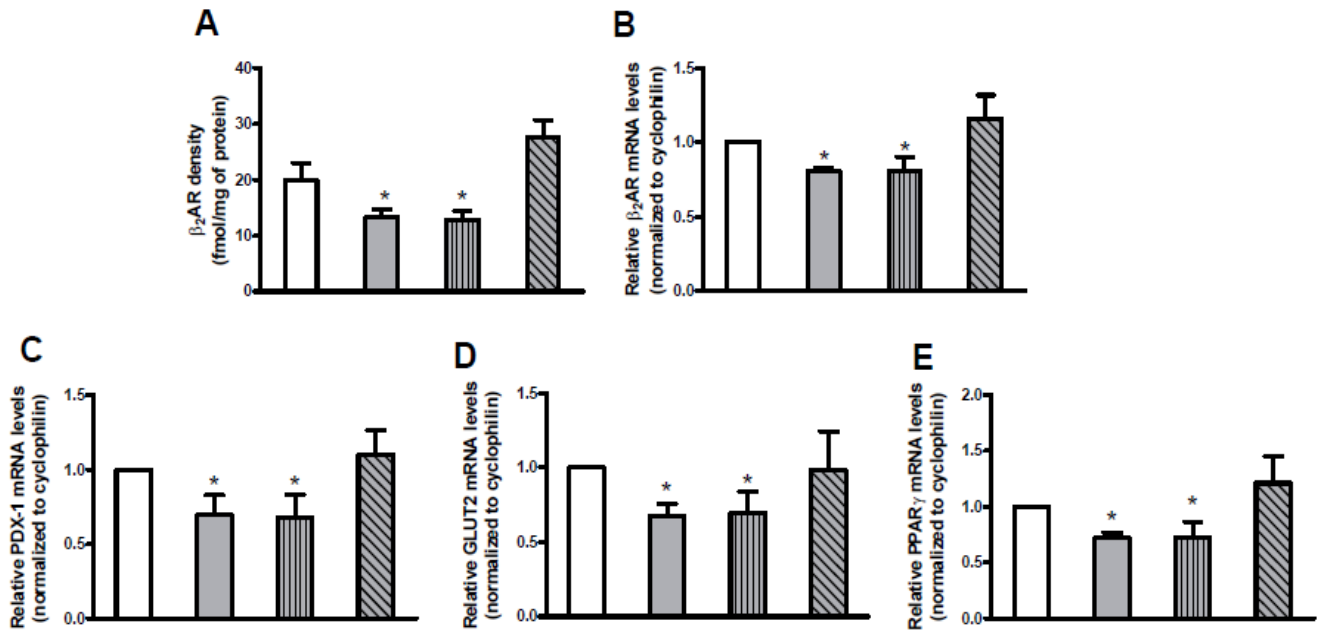 A
β₂AR density
(fmol/mg of protein)
40
30
20
10
0
*
*
B
Relative β₂AR mRNA levels
(normalized to cyclophilin)
1.5
1.0
0.5
0.0
*
*
C
Relative PDX-1 mRNA levels
(normalized to cyclophilin)
1.5
1.0
0.5
0.0
*
*
D
Relative GLUT2 mRNA levels
(normalized to cyclophilin)
1.5
1.0
0.5
0.0
*
*
E
Relative PPARγ mRNA levels
(normalized to cyclophilin)
2.0
1.5
1.0
0.5
0.0
*
*